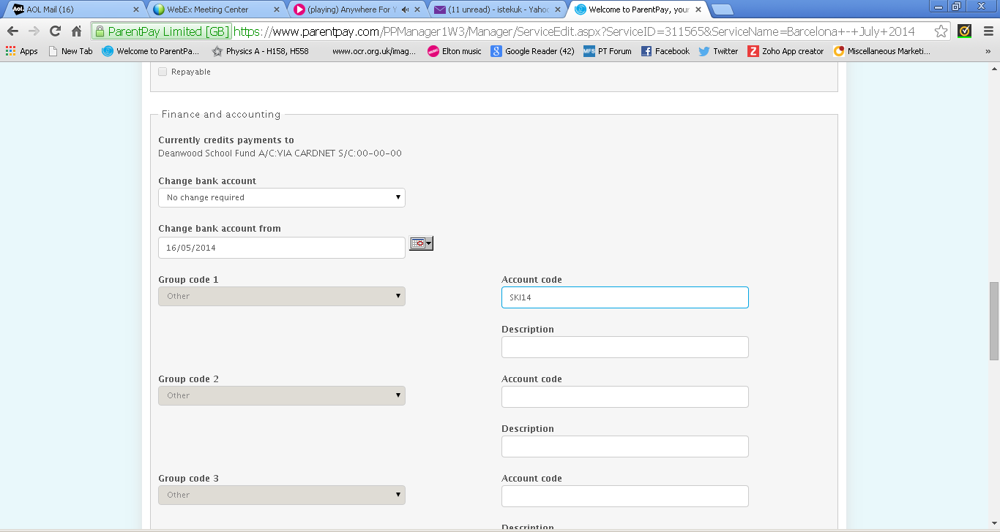 AOL Mail (16)
WebEx Meeting Center
(playing) Anywhere For Y
(11 unread) - istekuk - Yahoo
Welcome to ParentPay, your
ParentPay Limited [GB] https://www.parentpay.com/PPManager1W3/Manager/ServiceEdit.aspx?ServiceID=311565&ServiceName=Barcelona+-+July+2014
Apps
New Tab
Welcome to ParentPa...
Physics A - H158, H558
www.ocr.org.uk/imag...
Elton music
Google Reader (42)
MFS PT Forum
Facebook
Twitter
Zoho App creator
Miscellaneous Marketi...
»
Repayable
Finance and accounting
Currently credits payments to
Deanwood School Fund A/C:VIA CARDNET S/C:00-00-00
Change bank account
No change required
Change bank account from
16/05/2014
Group code 1
Account code
Other
SKI14
Description
Group code 2
Account code
Other
Description
Group code 3
Account code
Other
Description